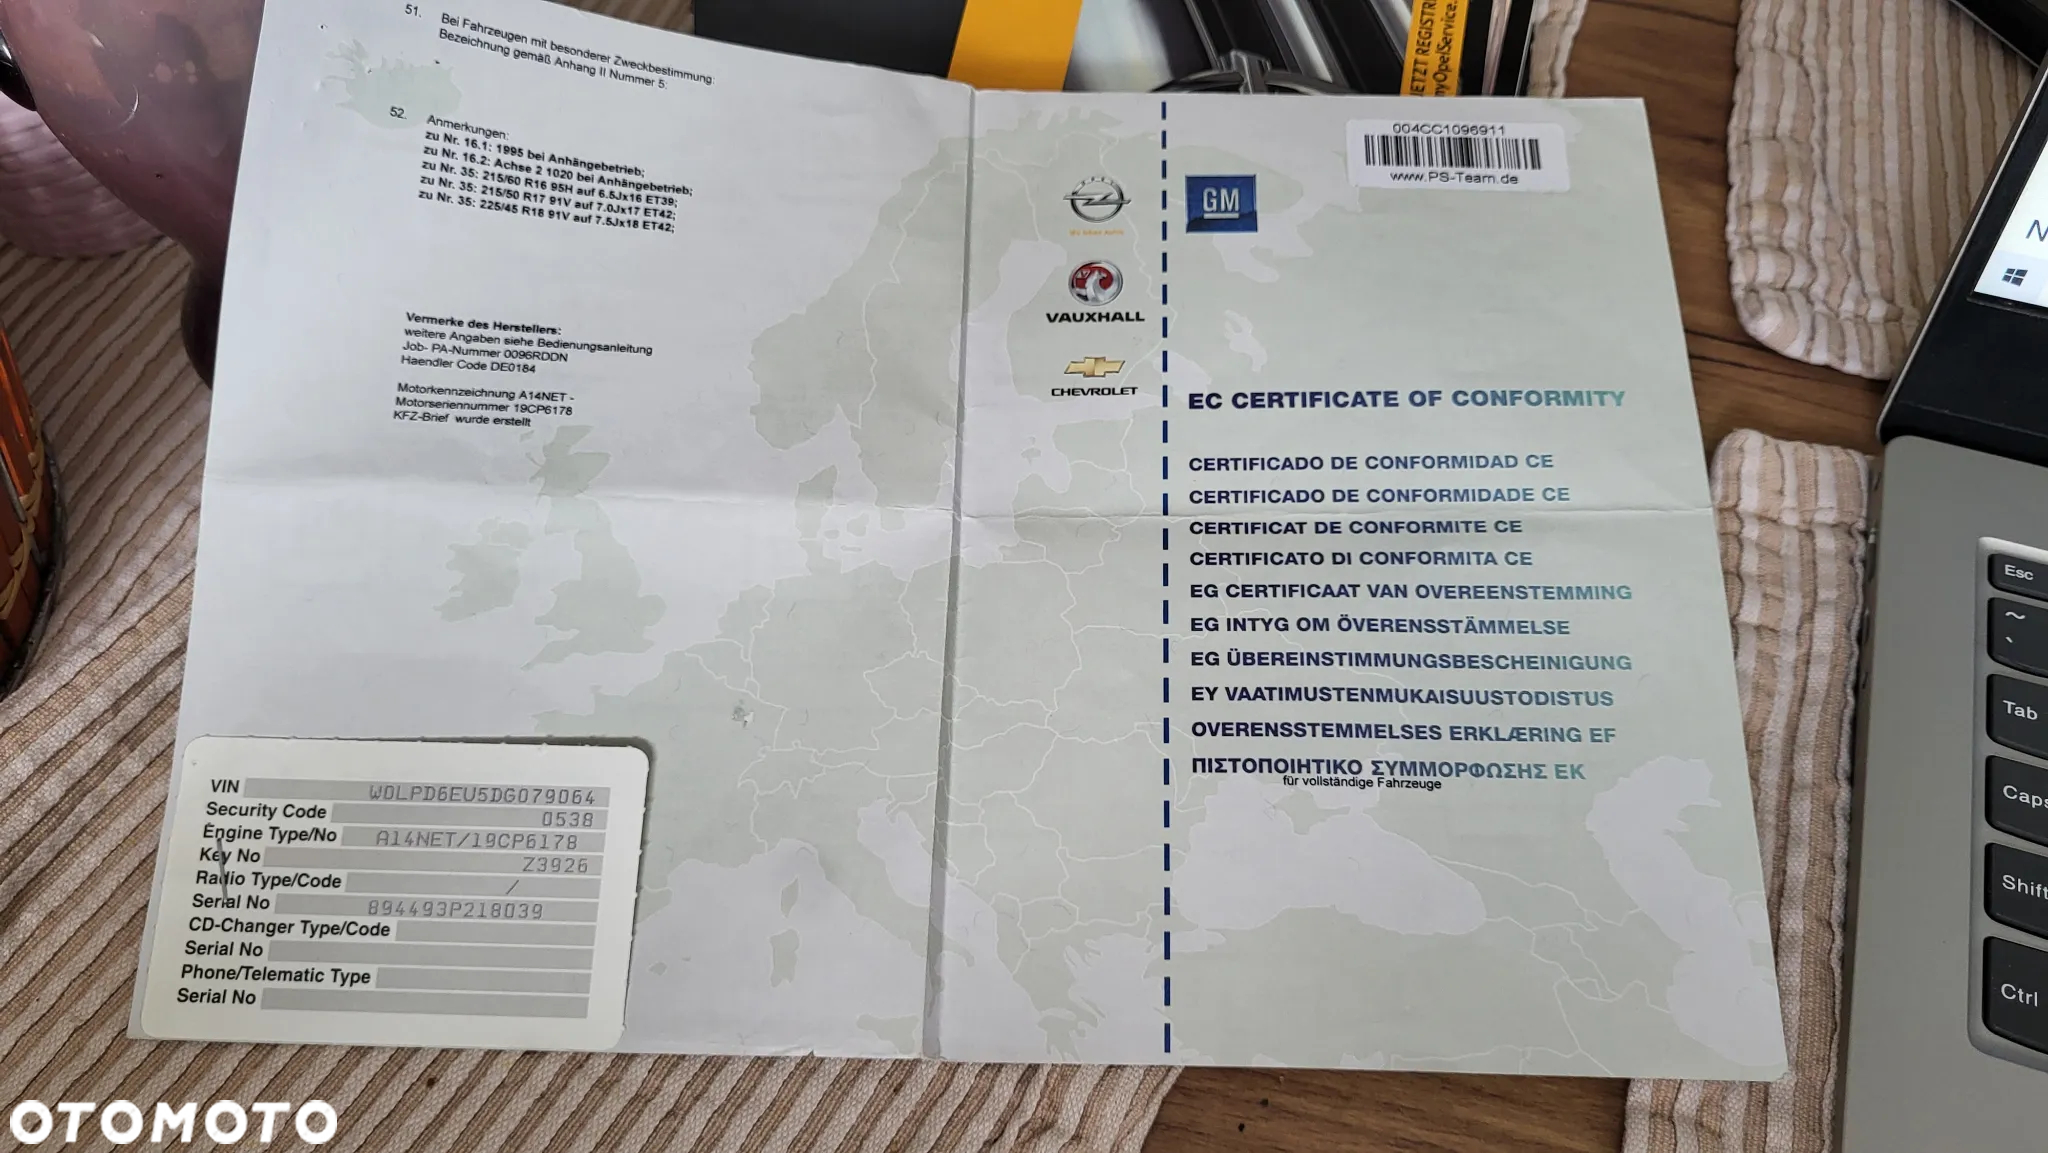 51.
Bei Fahrzeugen mit besonderer Zweckbestimmung:
Bezeichnung gemäß Anhang II Nummer 5:
52.
Anmerkungen:
zu Nr. 16.1: 1995 bei Anhängebetrieb;
zu Nr. 16.2: Achse 2 1020 bei Anhängebetrieb;
zu Nr. 35: 215/60 R16 95H auf 6.5Jx16 ET39;
zu Nr. 35: 215/50 R17 91V auf 7.0Jx17 ET42;
zu Nr. 35: 225/45 R18 91V auf 7.5Jx18 ET42;
Vermerke des Herstellers:
weitere Angaben siehe Bedienungsanleitung
Job- PA-Nummer 0096RDDN
Haendler Code DE0184
Motorkennzeichnung A14NET -
Motorseriennummer 19CP6178
KFZ-Brief wurde erstellt
VIN W0LPD6EU5DG079064
Security Code 0538
Engine Type/No A14NET/19CP6178
Key No Z3926
Radio Type/Code /
Serial No 894493P218039
CD-Changer Type/Code
Serial No
Phone/Telematic Type
Serial No
OPEL
Wir leben Autos
VAUXHALL
CHEVROLET
GM
004CC1096911
www.PS-Team.de
EC CERTIFICATE OF CONFORMITY
CERTIFICADO DE CONFORMIDAD CE
CERTIFICADO DE CONFORMIDADE CE
CERTIFICAT DE CONFORMITE CE
CERTIFICATO DI CONFORMITA CE
EG CERTIFICAAT VAN OVEREENSTEMMING
EG INTYG OM ÖVERENSSTÄMMELSE
EG ÜBEREINSTIMMUNGSBESCHEINIGUNG
EY VAATIMUSTENMUKAISUUSTODISTUS
OVERENSSTEMMELSES ERKLÆRING EF
ΠΙΣΤΟΠΟΙΗΤΙΚΟ ΣΥΜΜΟΡΦΩΣΗΣ ΕΚ
für vollständige Fahrzeuge
JETZT REGISTR
myOpelService.
N
Esc
~
`
Tab
Caps
Shift
Ctrl
OTOMOTO